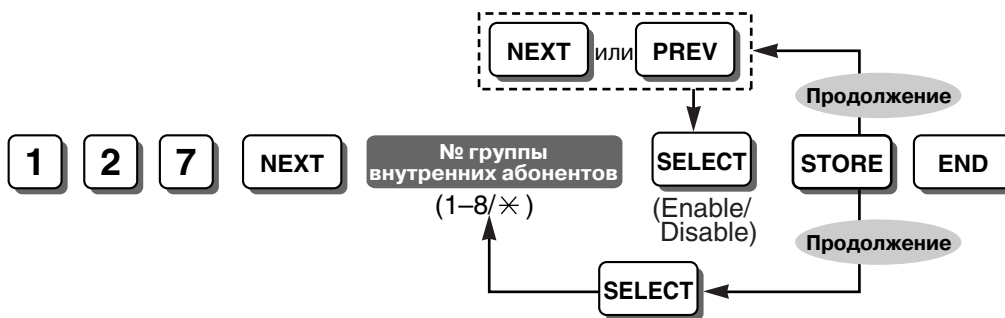 NEXT или PREV
Продолжение
1 2 7 NEXT
№ группы
внутренних абонентов
(1–8/✳)
SELECT
(Enable/
Disable)
STORE
END
Продолжение
SELECT